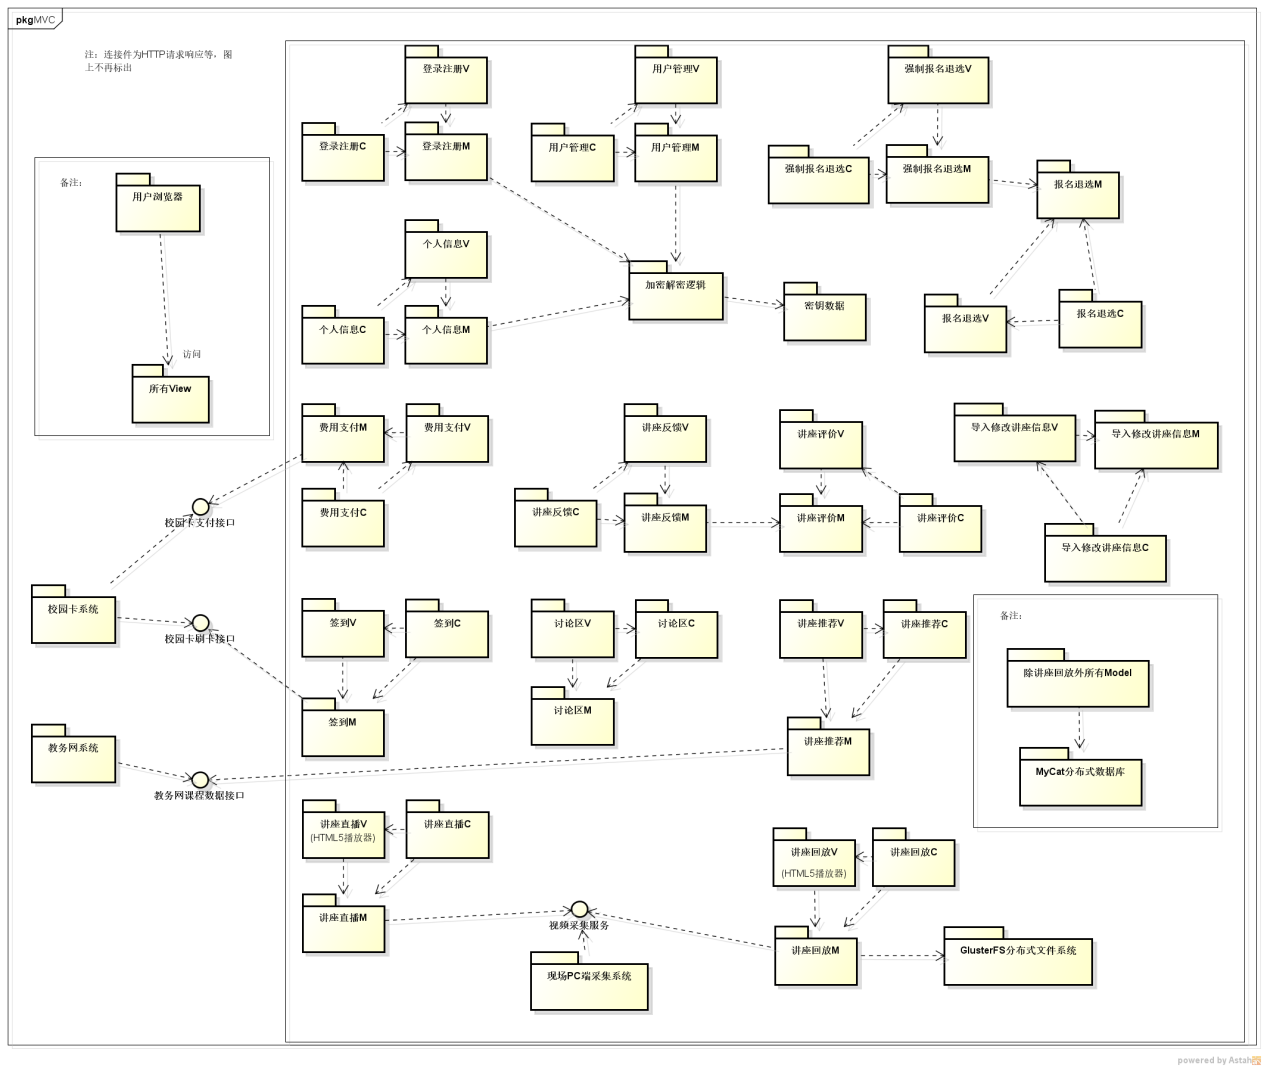 pkgMVC
注：连接件为HTTP请求响应等，图
上不再标出
备注：
用户浏览器
访问
所有View
登录注册V
登录注册C
登录注册M
用户管理V
用户管理C
用户管理M
强制报名退选V
强制报名退选C
强制报名退选M
报名退选M
报名退选V
报名退选C
个人信息V
个人信息C
个人信息M
加密解密逻辑
密钥数据
费用支付M
费用支付V
费用支付C
讲座反馈V
讲座反馈C
讲座反馈M
讲座评价V
讲座评价M
讲座评价C
导入修改讲座信息V
导入修改讲座信息M
导入修改讲座信息C
校园卡支付接口
校园卡系统
校园卡刷卡接口
签到V
签到C
签到M
讨论区V
讨论区C
讨论区M
讲座推荐V
讲座推荐C
讲座推荐M
备注：
除讲座回放外所有Model
MyCat分布式数据库
教务网系统
教务网课程数据接口
讲座直播V
(HTML5播放器)
讲座直播C
讲座直播M
视频采集服务
现场PC端采集系统
讲座回放V
(HTML5播放器)
讲座回放C
讲座回放M
GlusterFS分布式文件系统
powered by Astah